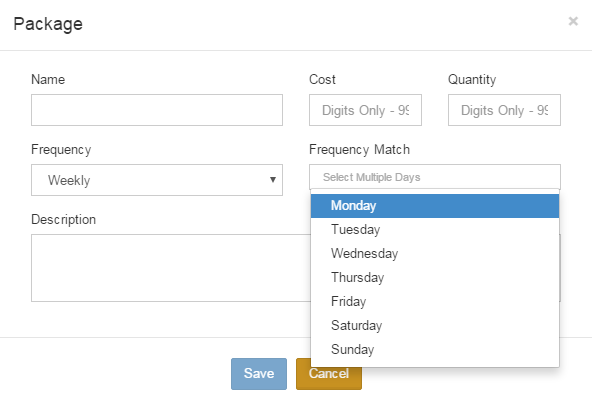 Package ×
Name Cost Quantity
Digits Only - 99 Digits Only - 99
Frequency Frequency Match
Weekly Select Multiple Days
Monday
Description Tuesday
Wednesday
Thursday
Friday
Saturday
Sunday
Save Cancel